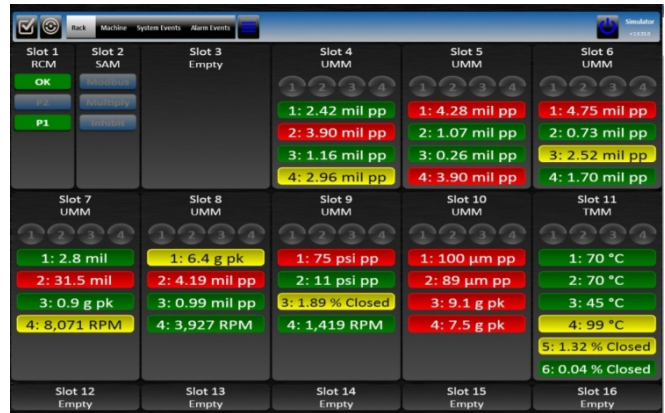 Rack Machine System Events Alarm Events
Simulator
Slot 1
RCM
OK
P2
P1
Slot 2
SAM
Modbus
Multiply
Inhibit
Slot 3
Empty
Slot 4
UMM
1 2 3 4
1: 2.42 mil pp
2: 3.90 mil pp
3: 1.16 mil pp
4: 2.96 mil pp
Slot 5
UMM
1 2 3 4
1: 4.28 mil pp
2: 1.07 mil pp
3: 0.26 mil pp
4: 3.90 mil pp
Slot 6
UMM
1 2 3 4
1: 4.75 mil pp
2: 0.73 mil pp
3: 2.52 mil pp
4: 1.70 mil pp
Slot 7
UMM
1 2 3 4
1: 2.8 mil
2: 31.5 mil
3: 0.9 g pk
4: 8,071 RPM
Slot 8
UMM
1 2 3 4
1: 6.4 g pk
2: 4.19 mil pp
3: 0.99 mil pp
4: 3,927 RPM
Slot 9
UMM
1 2 3 4
1: 75 psi pp
2: 11 psi pp
3: 1.89 % Closed
4: 1,419 RPM
Slot 10
UMM
1 2 3 4
1: 100 µm pp
2: 89 µm pp
3: 9.1 g pk
4: 7.5 g pk
Slot 11
TMM
1: 70 °C
2: 70 °C
3: 45 °C
4: 99 °C
5: 1.32 % Closed
6: 0.04 % Closed
Slot 12
Empty
Slot 13
Empty
Slot 14
Empty
Slot 15
Empty
Slot 16
Empty